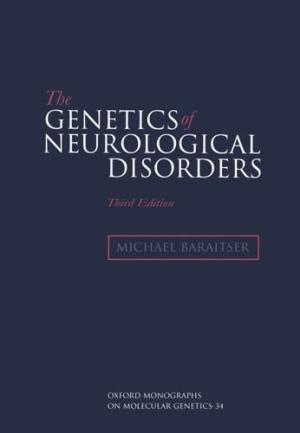 The
GENETICS of
NEUROLOGICAL
DISORDERS
Third Edition
MICHAEL BARAITSER
OXFORD MONOGRAPHS
ON MOLECULAR GENETICS·34